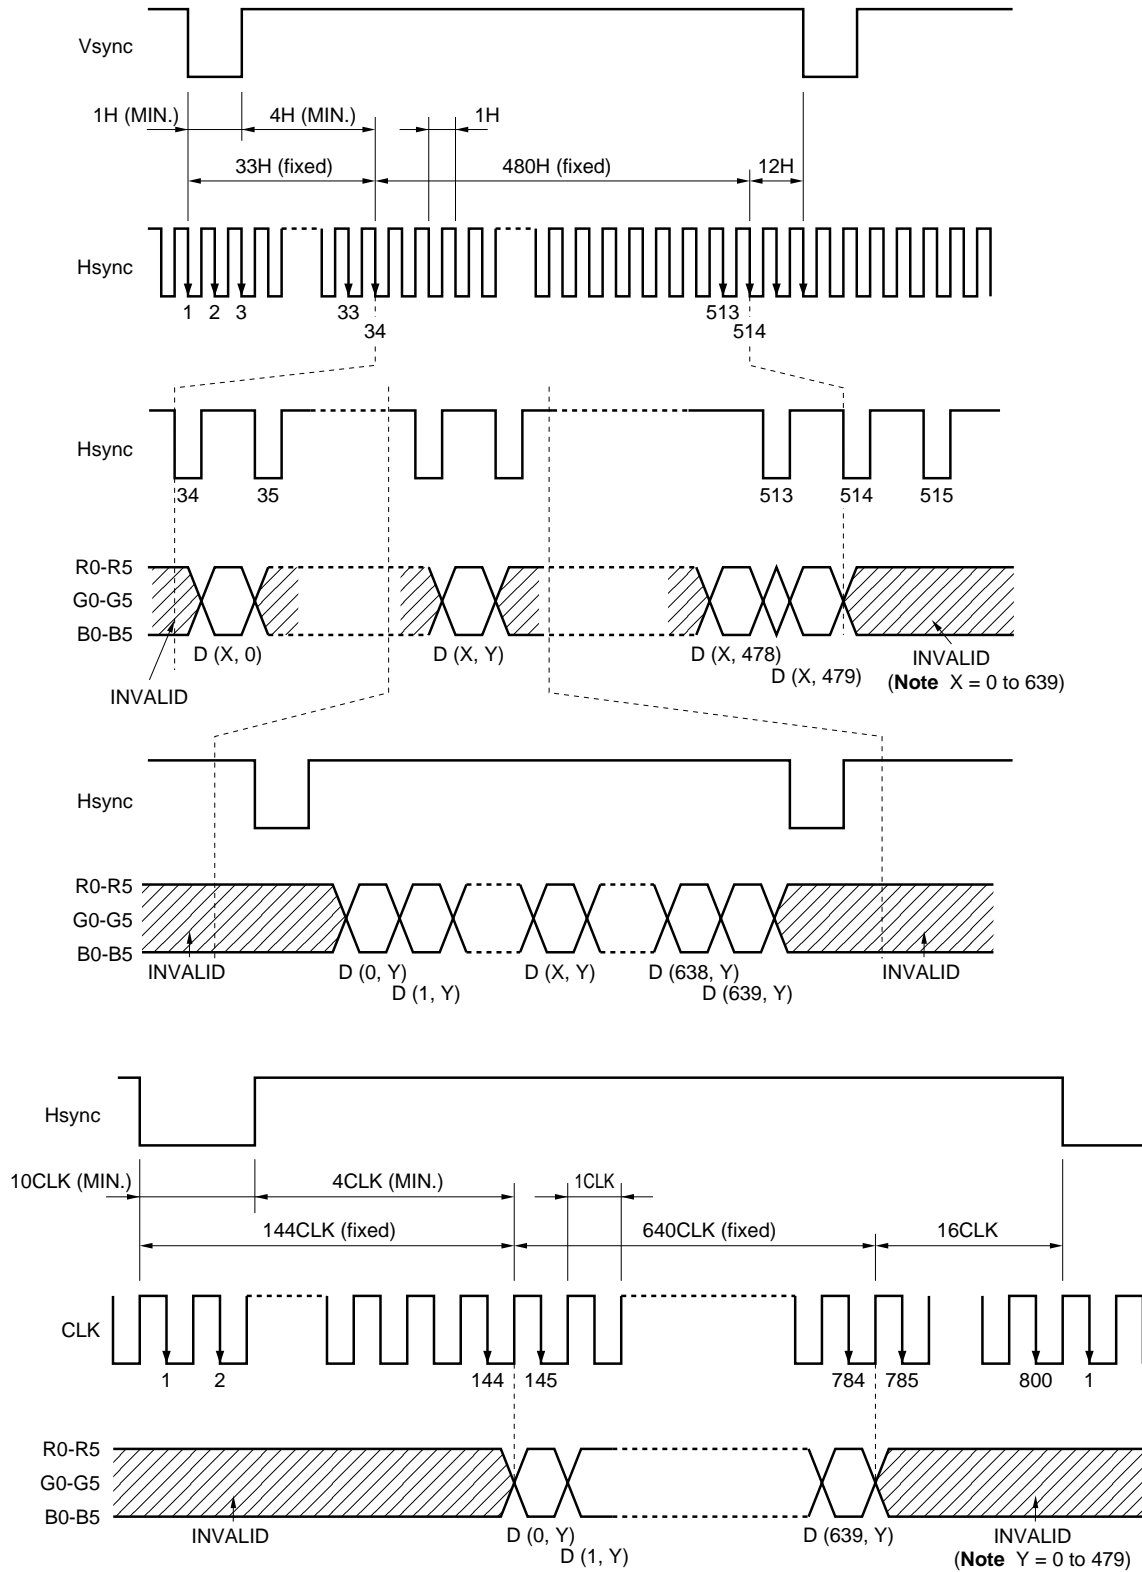 Vsync
1H (MIN.) 4H (MIN.) 1H
33H (fixed) 480H (fixed) 12H
Hsync
1 2 3 33 513
34 514
Hsync
34 35 513 514 515
R0-R5
G0-G5
B0-B5
D (X, 0) D (X, Y) D (X, 478) INVALID
D (X, 479) (Note X = 0 to 639)
INVALID
Hsync
R0-R5
G0-G5
B0-B5
INVALID D (0, Y) D (X, Y) D (638, Y) INVALID
D (1, Y) D (639, Y)
Hsync
10CLK (MIN.) 4CLK (MIN.) 1CLK
144CLK (fixed) 640CLK (fixed) 16CLK
CLK
1 2 144 145 784 785 800 1
R0-R5
G0-G5
B0-B5
INVALID D (0, Y) D (639, Y) INVALID
D (1, Y) (Note Y = 0 to 479)